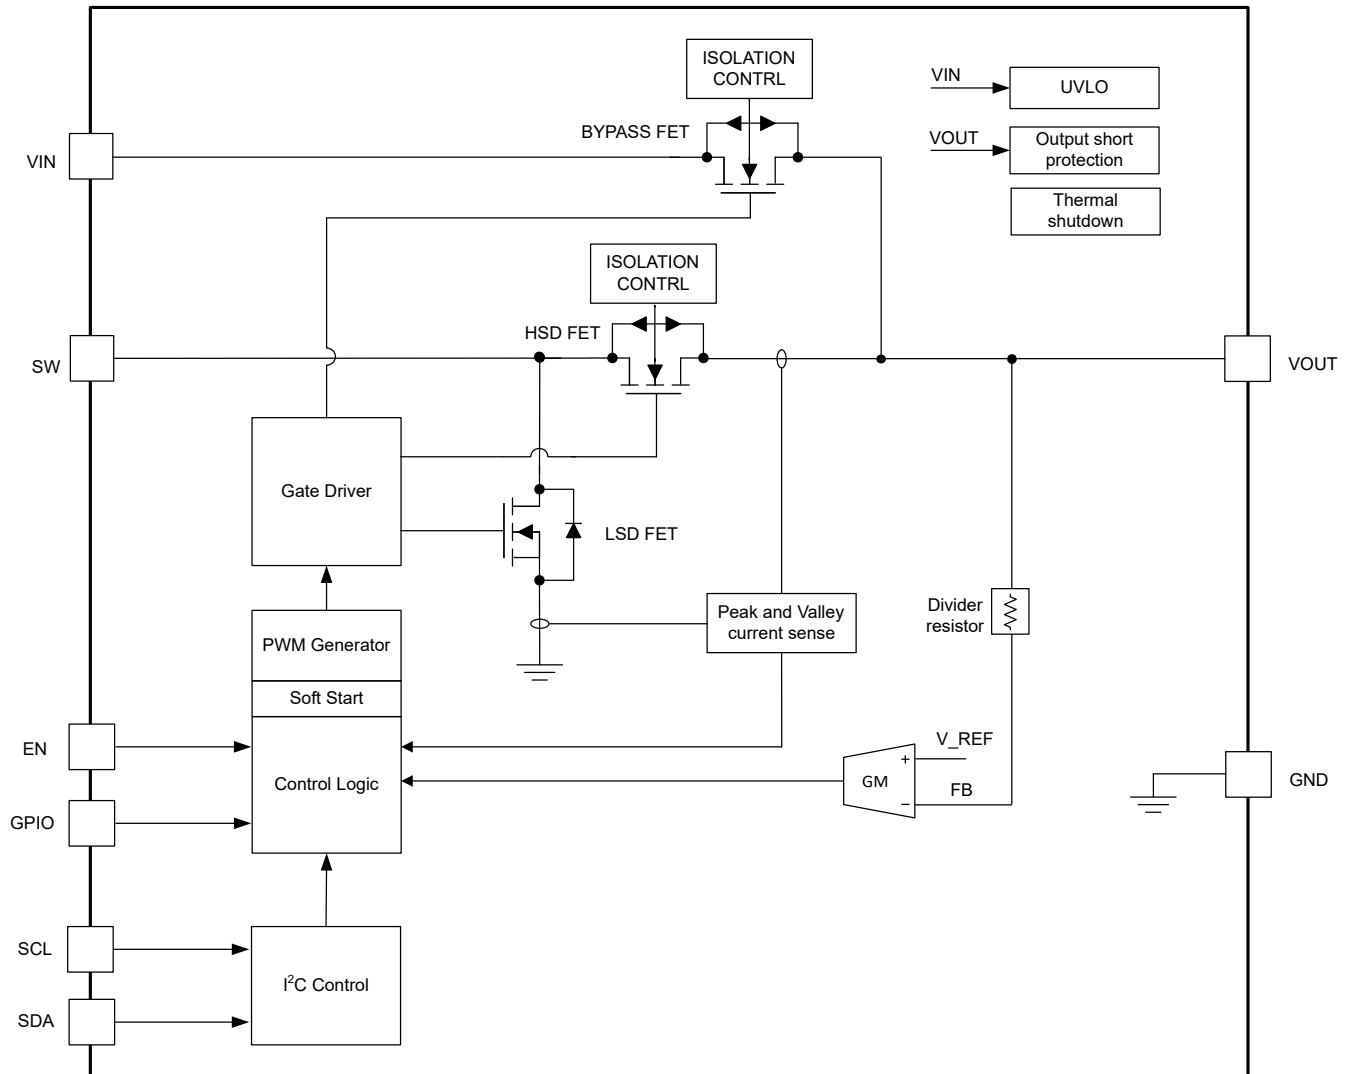 ISOLATION
CONTRL
VIN
UVLO
BYPASS FET
VOUT
Output short
protection
VIN
Thermal
shutdown
ISOLATION
CONTRL
HSD FET
SW
VOUT
Gate Driver
LSD FET
Divider
resistor
Peak and Valley
current sense
PWM Generator
Soft Start
V_REF
EN
+
GM
Control Logic
FB
−
GND
GPIO
SCL
I²C Control
SDA